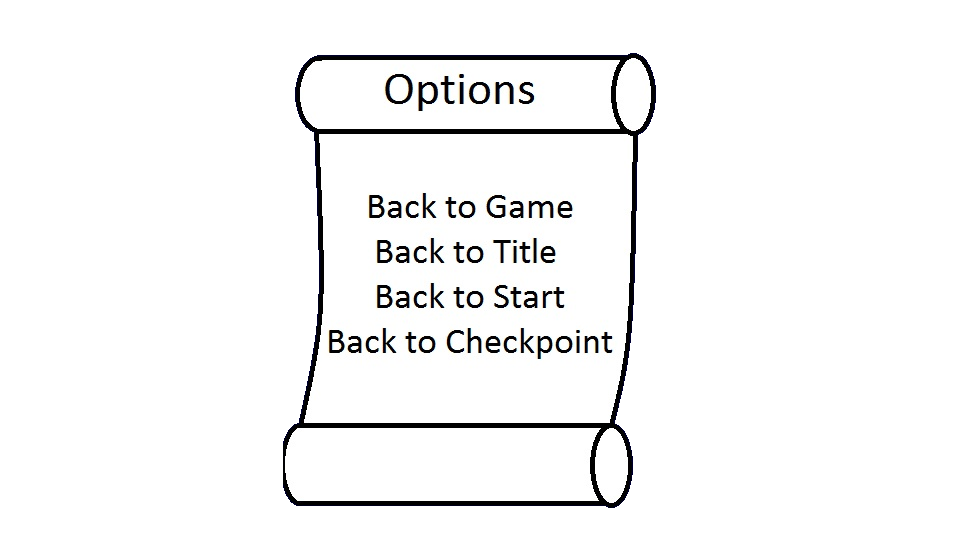 Options
Back to Game
Back to Title
Back to Start
Back to Checkpoint